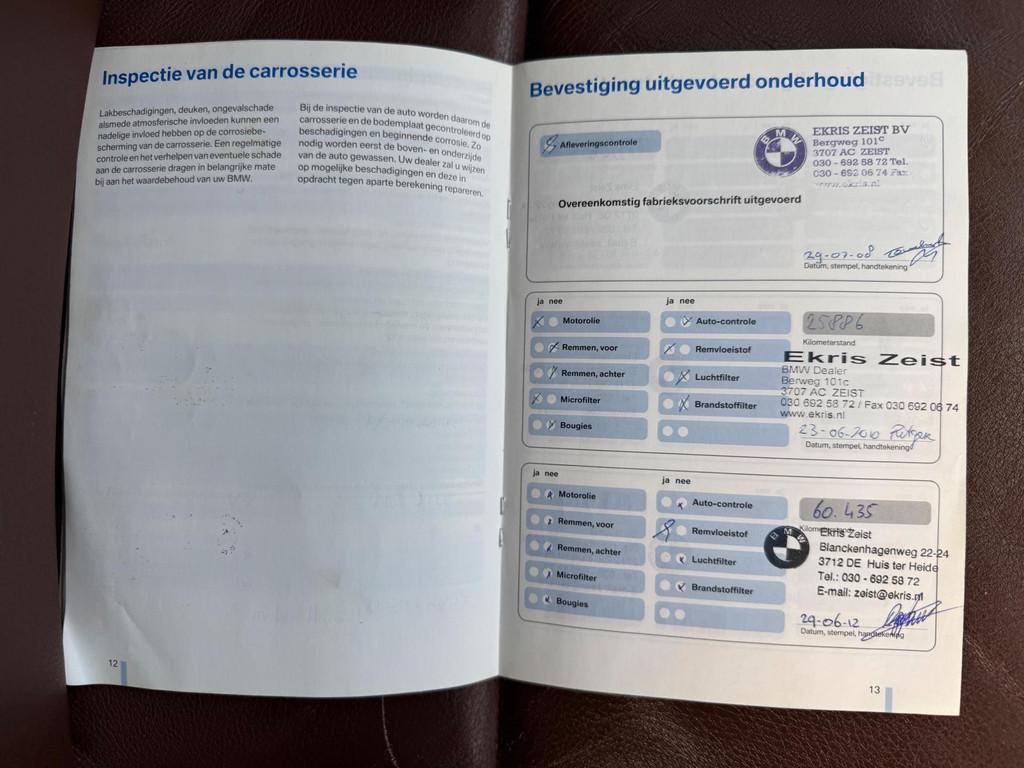 Inspectie van de carrosserie
Lakbeschadigingen, deuken, ongevalschade
alsmede atmosferische invloeden kunnen een
nadelige invloed hebben op de corrosiebe-
scherming van de carrosserie. Een regelmatige
controle en het verhelpen van eventuele schade
aan de carrosserie dragen in belangrijke mate
bij aan het waardebehoud van uw BMW.
Bij de inspectie van de auto worden daarom de
carrosserie en de bodemplaat gecontroleerd op
beschadigingen en beginnende corrosie. Zo
nodig worden eerst de boven- en onderzijde
van de auto gewassen. Uw dealer zal u wijzen
op mogelijke beschadigingen en deze in
opdracht tegen aparte berekening repareren.
12
Bevestiging uitgevoerd onderhoud
Afleveringscontrole
BMW
EKRIS ZEIST BV
Bergweg 101c
3707 AC ZEIST
030 - 692 58 72 Tel.
030 - 692 06 74 Fax
www.ekris.nl
Overeenkomstig fabrieksvoorschrift uitgevoerd
29-07-08
Datum, stempel, handtekening
ja nee
ja nee
Motorolie
Auto-controle
25886
Kilometerstand
Remmen, voor
Remvloeistof
Ekris Zeist
Remmen, achter
Luchtfilter
BMW Dealer
Berweg 101c
3707 AC ZEIST
Microfilter
Brandstoffilter
030 692 58 72 / Fax 030 692 06 74
www.ekris.nl
Bougies
23-06-2010 Rutger
Datum, stempel, handtekening
ja nee
ja nee
Motorolie
Auto-controle
60.435
Remmen, voor
Remvloeistof
BMW
Ekris Zeist
Remmen, achter
Luchtfilter
Blanckenhagenweg 22-24
3712 DE Huis ter Heide
Microfilter
Brandstoffilter
Tel.: 030 - 692 58 72
E-mail: zeist@ekris.nl
Bougies
29-06-12
Datum, stempel, handtekening
13